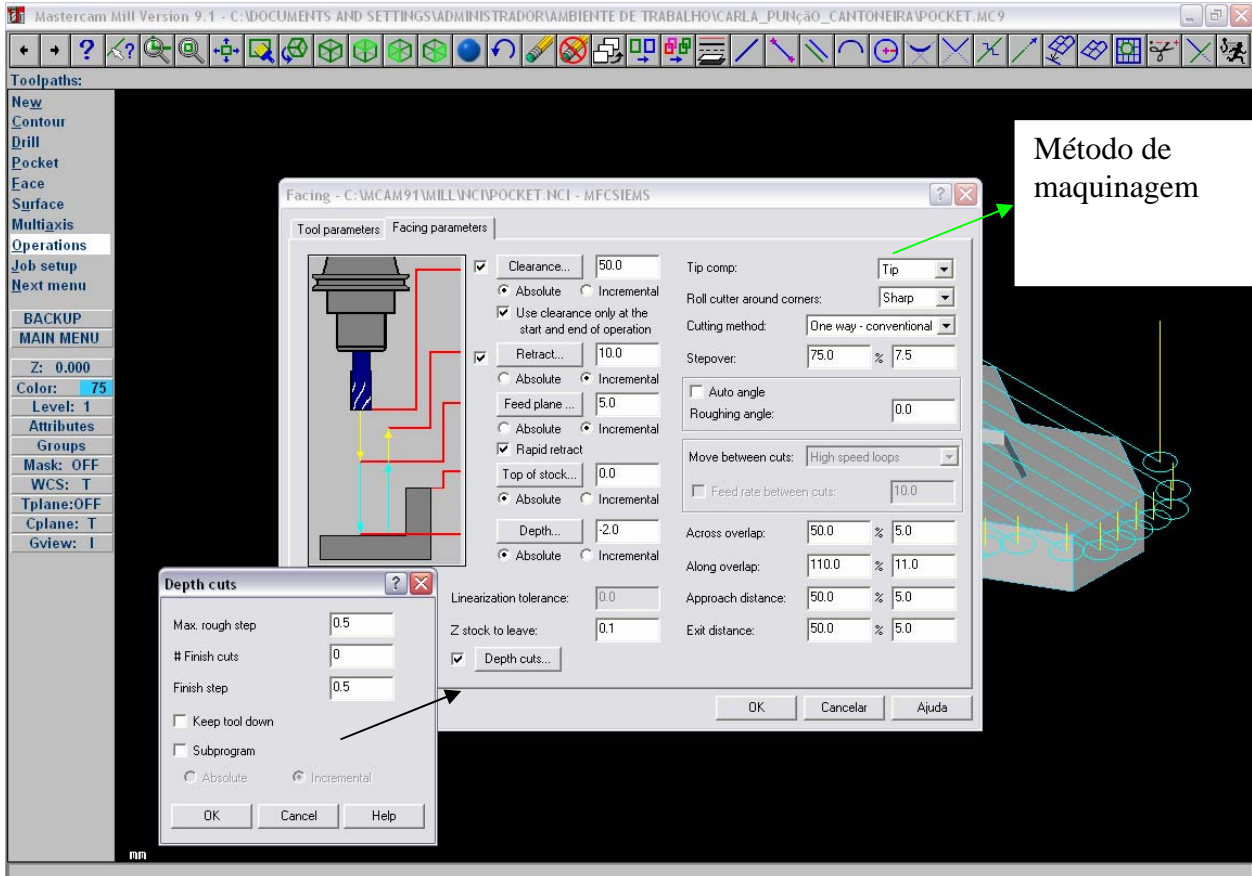 Mastercam Mill Version 9.1 - C:\DOCUMENTS AND SETTINGS\ADMINISTRADOR\AMBIENTE DE TRABALHO\CARLA_PUNçãO_CANTONEIRA\POCKET.MC9
Toolpaths:
New
Contour
Drill
Pocket
Face
Surface
Multiaxis
Operations
Job setup
Next menu
BACKUP
MAIN MENU
Z: 0.000
Color: 75
Level: 1
Attributes
Groups
Mask: OFF
WCS: T
Tplane:OFF
Cplane: T
Gview: I
Método de
maquinagem
Facing - C:\MCAM91\MILL\NCI\POCKET.NCI - MFCSIEMS
Tool parameters Facing parameters
Clearance... 50.0
Absolute Incremental
Use clearance only at the
start and end of operation
Retract... 10.0
Absolute Incremental
Feed plane ... 5.0
Absolute Incremental
Rapid retract
Top of stock... 0.0
Absolute Incremental
Depth... -2.0
Absolute Incremental
Linearization tolerance: 0.0
Z stock to leave: 0.1
Depth cuts...
Tip comp: Tip
Roll cutter around corners: Sharp
Cutting method: One way - conventional
Stepover: 75.0 % 7.5
Auto angle
Roughing angle: 0.0
Move between cuts: High speed loops
Feed rate between cuts: 10.0
Across overlap: 50.0 % 5.0
Along overlap: 110.0 % 11.0
Approach distance: 50.0 % 5.0
Exit distance: 50.0 % 5.0
OK Cancelar Ajuda
Depth cuts
Max. rough step 0.5
# Finish cuts 0
Finish step 0.5
Keep tool down
Subprogram
Absolute Incremental
OK Cancel Help
mm